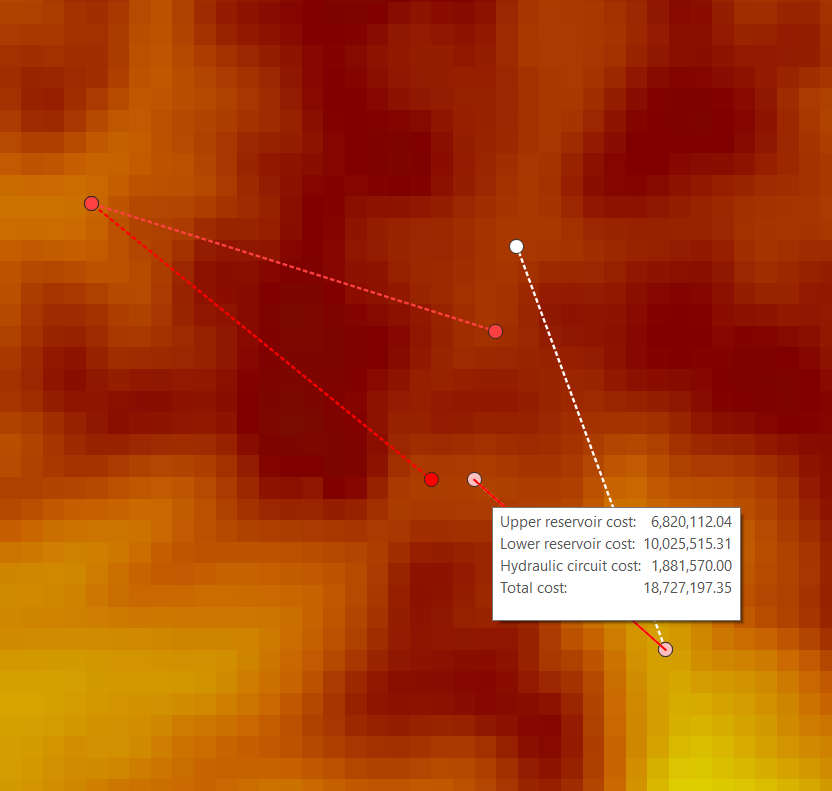 Upper reservoir cost: 6,820,112.04
Lower reservoir cost: 10,025,515.31
Hydraulic circuit cost: 1,881,570.00
Total cost: 18,727,197.35